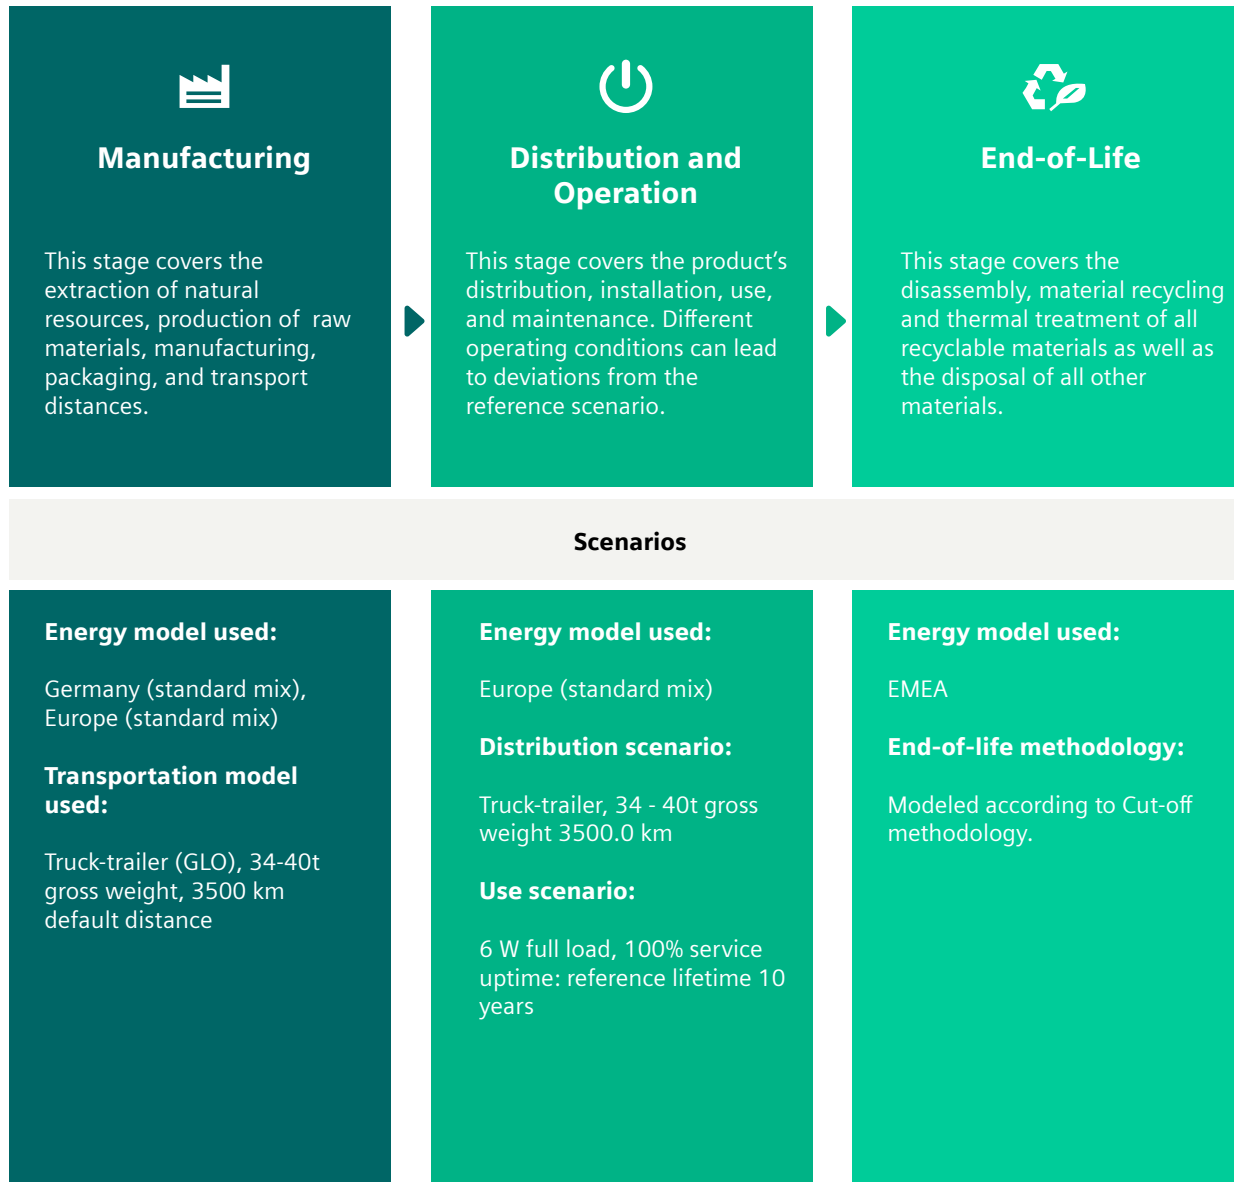 Manufacturing
This stage covers the
extraction of natural
resources, production of  raw
materials, manufacturing,
packaging, and transport
distances.
Distribution and
Operation
This stage covers the product’s
distribution, installation, use,
and maintenance. Different
operating conditions can lead
to deviations from the
reference scenario.
End-of-Life
This stage covers the
disassembly, material recycling
and thermal treatment of all
recyclable materials as well as
the disposal of all other
materials.
Scenarios
Energy model used:
Germany (standard mix),
Europe (standard mix)
Transportation model
used:
Truck-trailer (GLO), 34-40t
gross weight, 3500 km
default distance
Energy model used:
Europe (standard mix)
Distribution scenario:
Truck-trailer, 34 - 40t gross
weight 3500.0 km
Use scenario:
6 W full load, 100% service
uptime: reference lifetime 10
years
Energy model used:
EMEA
End-of-life methodology:
Modeled according to Cut-off
methodology.